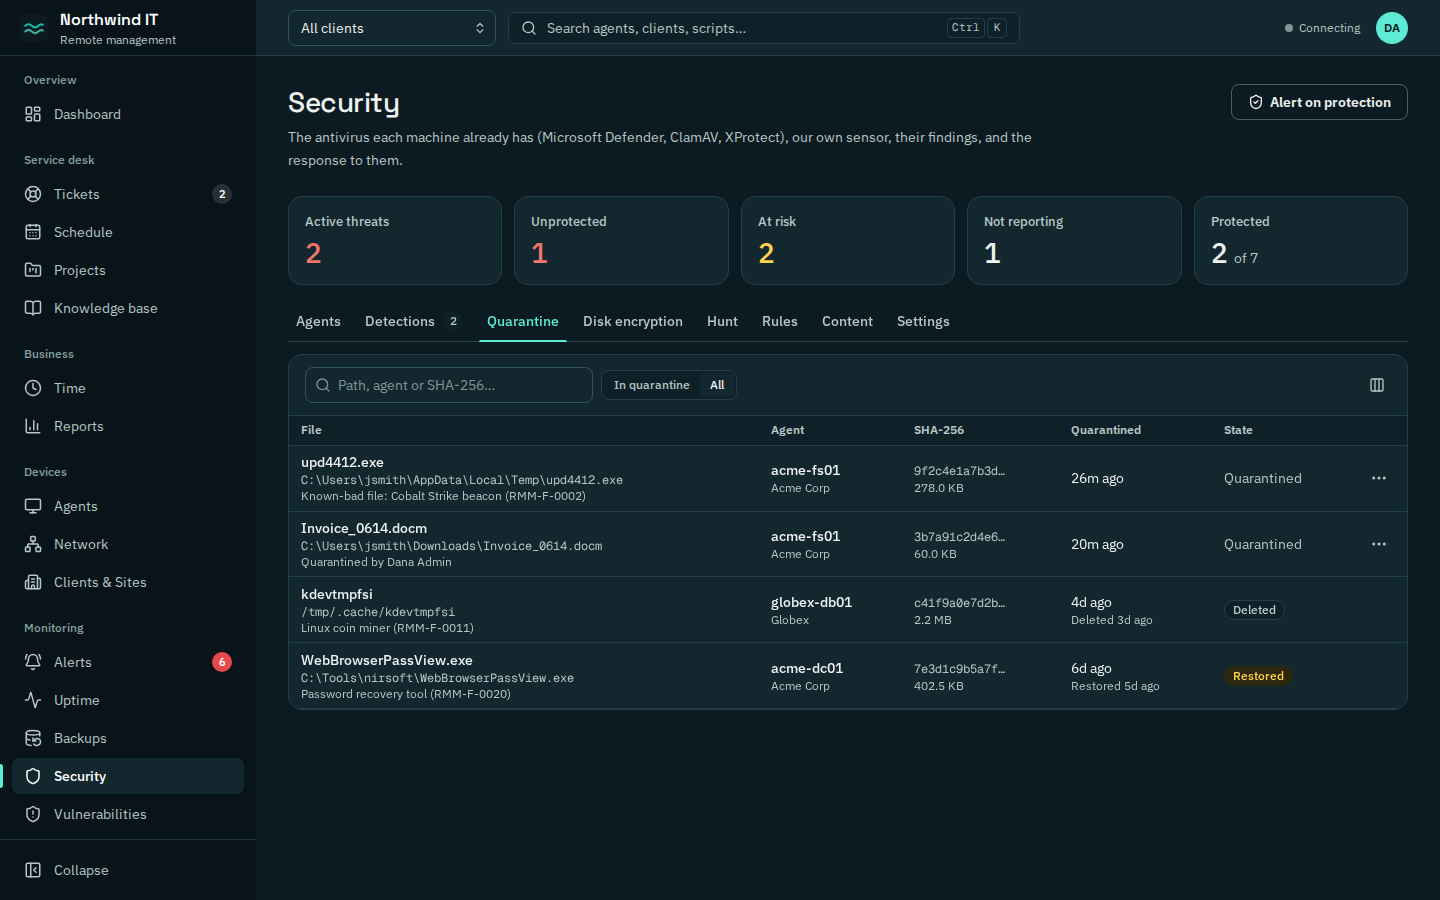 Northwind IT
Remote management
All clients
Search agents, clients, scripts...
Ctrl K
Connecting
DA
Overview
Dashboard
Service desk
Tickets 2
Schedule
Projects
Knowledge base
Business
Time
Reports
Devices
Agents
Network
Clients & Sites
Monitoring
Alerts 6
Uptime
Backups
Security
Vulnerabilities
Collapse
Security
Alert on protection
The antivirus each machine already has (Microsoft Defender, ClamAV, XProtect), our own sensor, their findings, and the
response to them.
Active threats
2
Unprotected
1
At risk
2
Not reporting
1
Protected
2 of 7
Agents Detections 2 Quarantine Disk encryption Hunt Rules Content Settings
Path, agent or SHA-256...
In quarantine All
File Agent SHA-256 Quarantined State
upd4412.exe
C:\Users\jsmith\AppData\Local\Temp\upd4412.exe
Known-bad file: Cobalt Strike beacon (RMM-F-0002)
acme-fs01
Acme Corp
9f2c4e1a7b3d…
278.0 KB
26m ago
Quarantined
Invoice_0614.docm
C:\Users\jsmith\Downloads\Invoice_0614.docm
Quarantined by Dana Admin
acme-fs01
Acme Corp
3b7a91c2d4e6…
60.0 KB
20m ago
Quarantined
kdevtmpfsi
/tmp/.cache/kdevtmpfsi
Linux coin miner (RMM-F-0011)
globex-db01
Globex
c41f9a0e7d2b…
2.2 MB
4d ago
Deleted 3d ago
Deleted
WebBrowserPassView.exe
C:\Tools\nirsoft\WebBrowserPassView.exe
Password recovery tool (RMM-F-0020)
acme-dc01
Acme Corp
7e3d1c9b5a7f…
402.5 KB
6d ago
Restored 5d ago
Restored